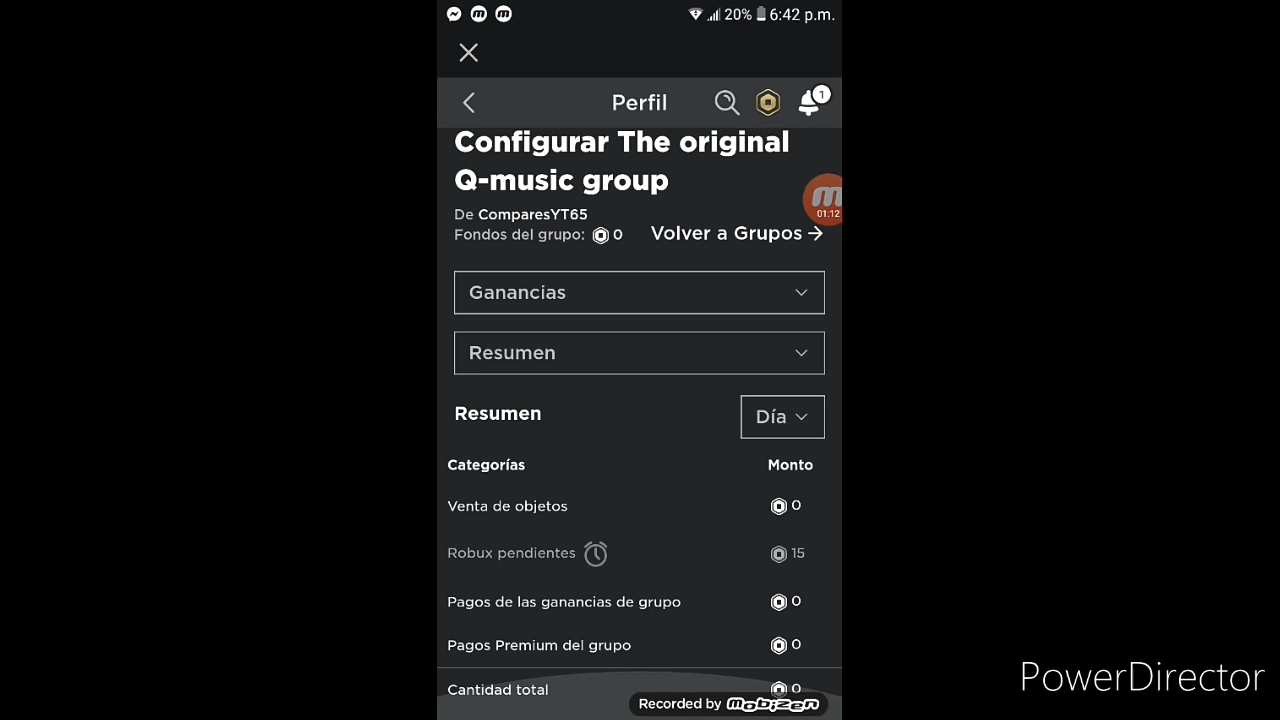 20% 6:42 p.m.
Perfil
1
Configurar The original
Q-music group
De ComparesYT65
01:12
Fondos del grupo: 0 Volver a Grupos
Ganancias
Resumen
Resumen Día
Categorías Monto
Venta de objetos 0
Robux pendientes 15
Pagos de las ganancias de grupo 0
Pagos Premium del grupo 0
Cantidad total 0
Recorded by mobizen
PowerDirector